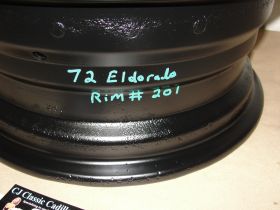 72 Eldorado
Rim # 201
CJ Classic Cadill